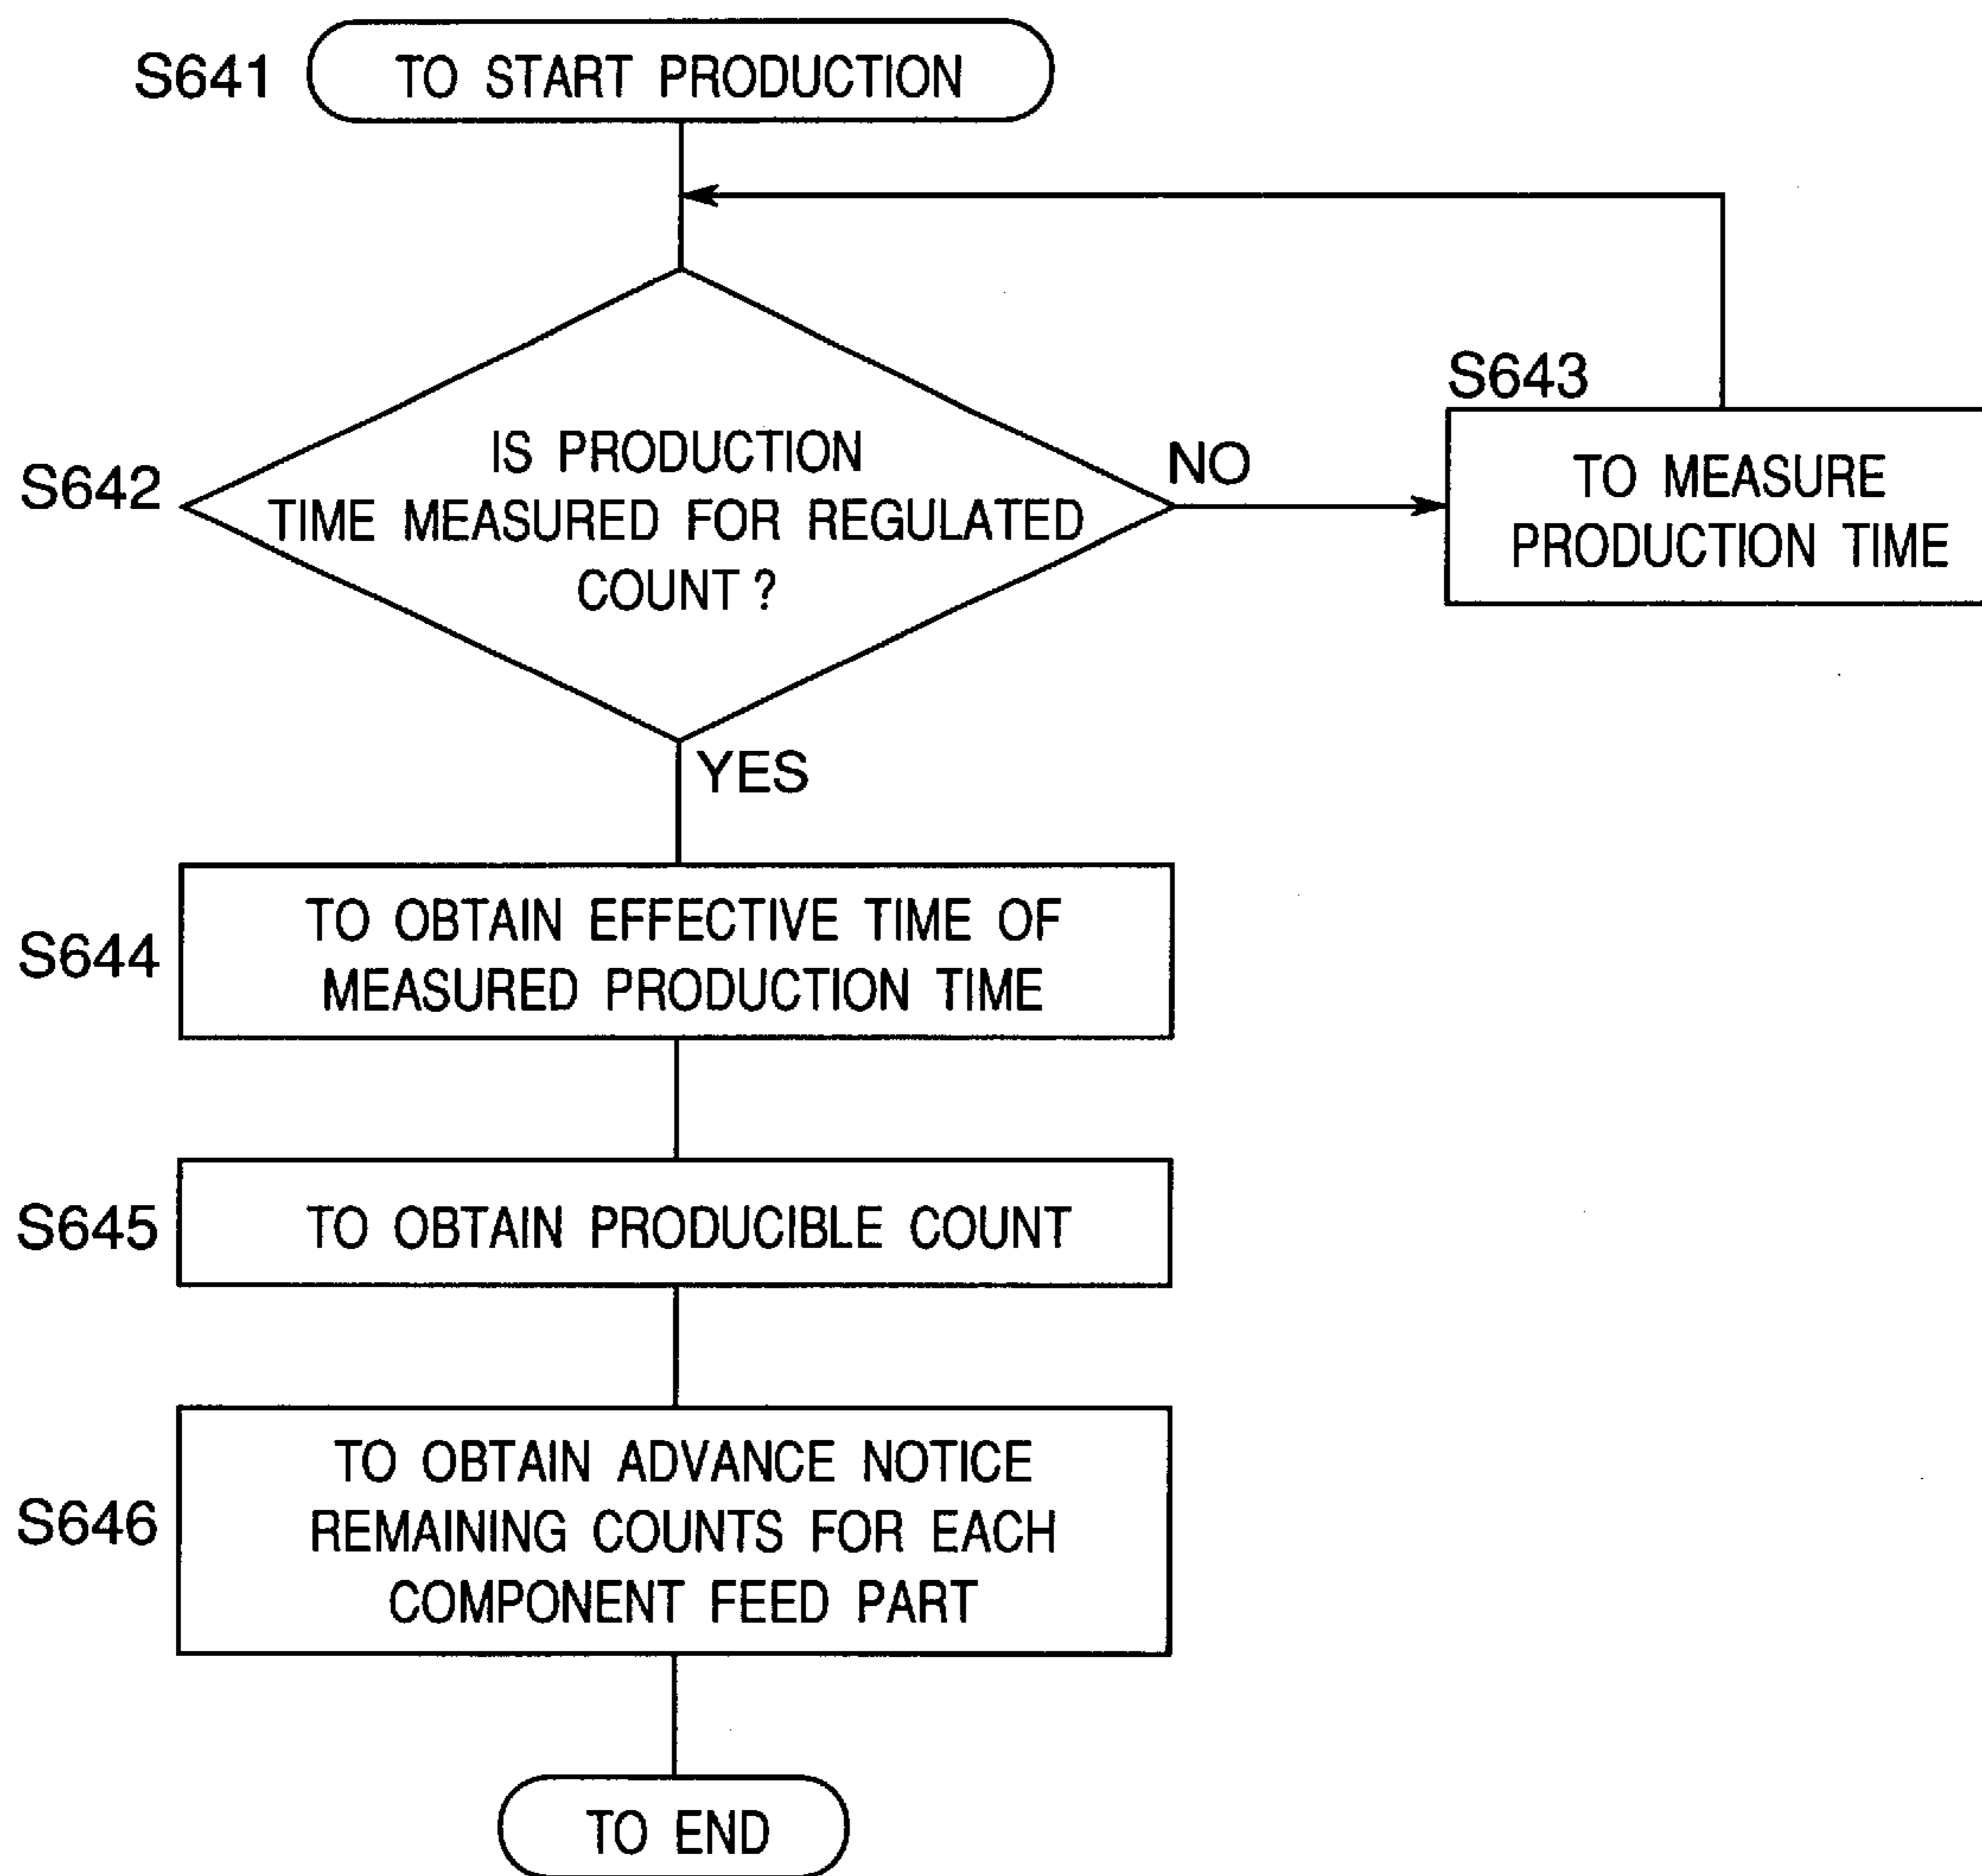 S641
TO START PRODUCTION
S643
IS PRODUCTION
TIME MEASURED FOR REGULATED
COUNT ?
S642
NO
TO MEASURE
PRODUCTION TIME
YES
S644
TO OBTAIN EFFECTIVE TIME OF
MEASURED PRODUCTION TIME
S645
TO OBTAIN PRODUCIBLE COUNT
S646
TO OBTAIN ADVANCE NOTICE
REMAINING COUNTS FOR EACH
COMPONENT FEED PART
TO END